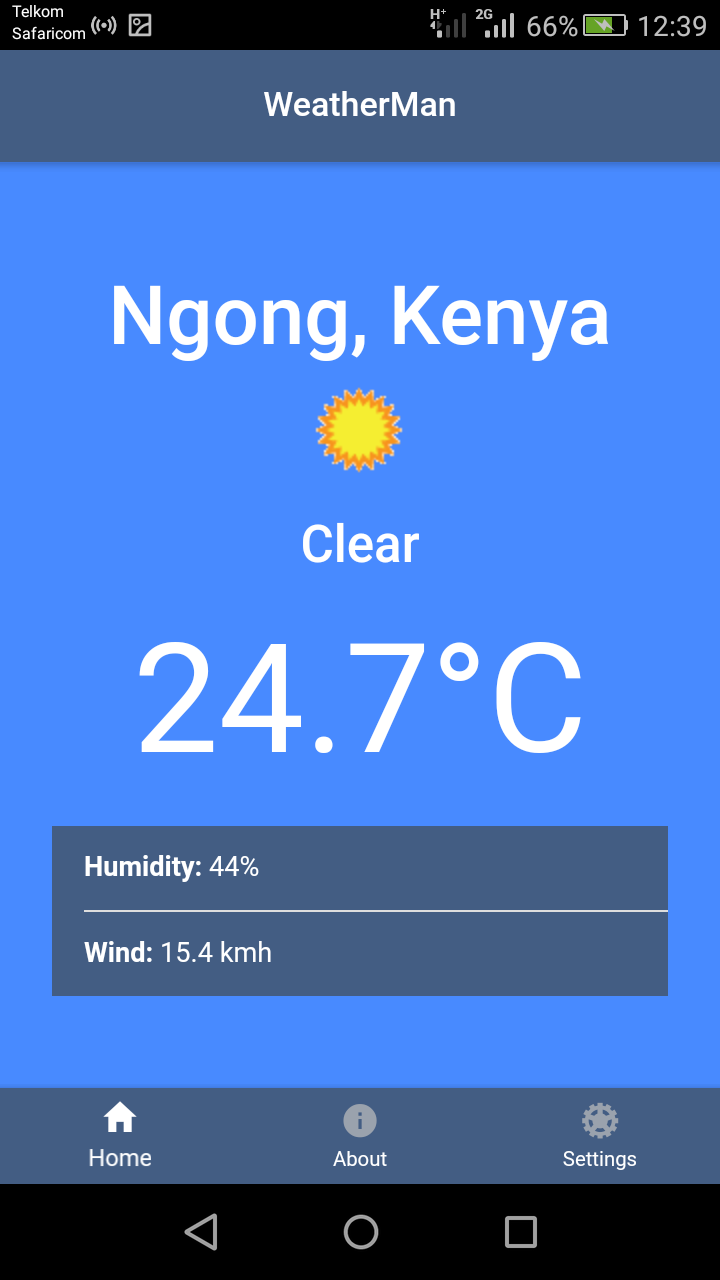 Telkom
Safaricom
H+ 2G 66% 12:39
WeatherMan
Ngong, Kenya
Clear
24.7°C
Humidity: 44%
Wind: 15.4 kmh
Home About Settings